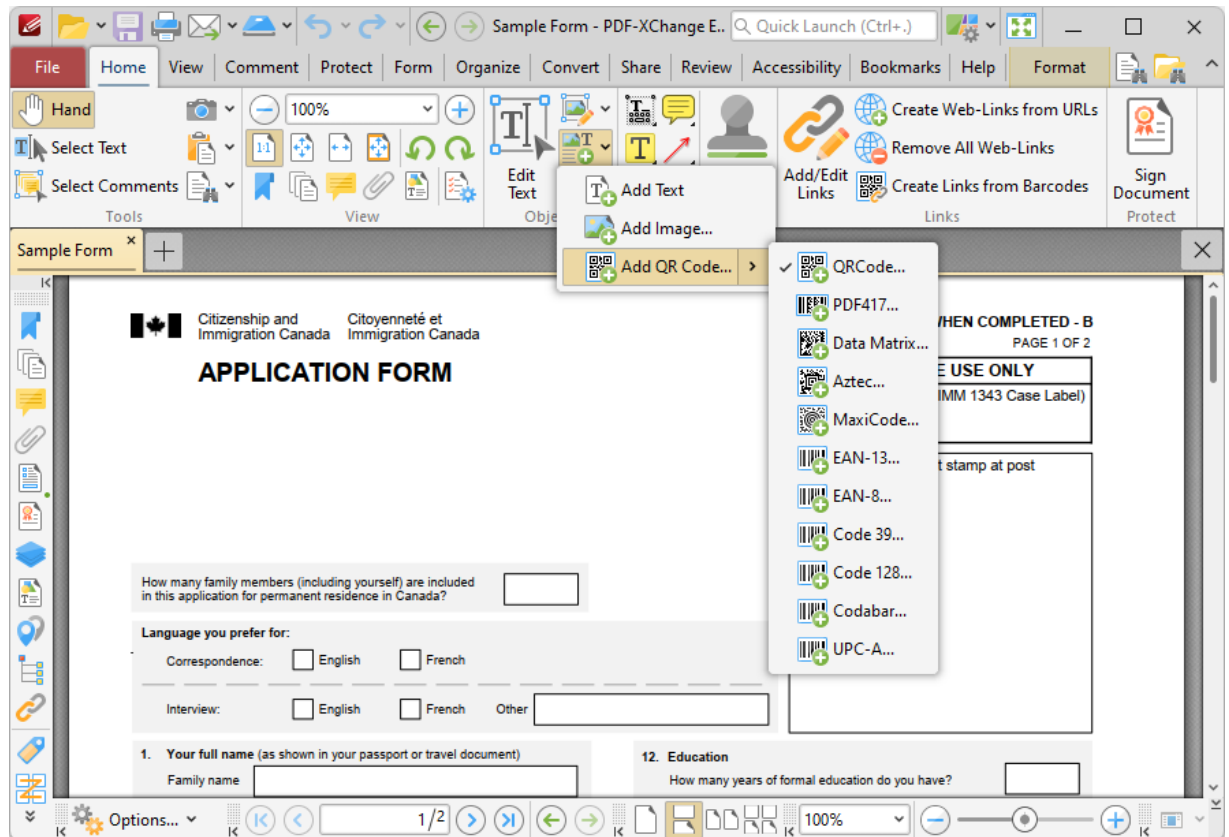 Sample Form - PDF-XChange E..
Quick Launch (Ctrl+.)
File Home View Comment Protect Form Organize Convert Share Review Accessibility Bookmarks Help Format
Hand
Select Text
Select Comments
Tools
100%
1:1
View
Edit
Text
Obje
Add/Edit
Links
Create Web-Links from URLs
Remove All Web-Links
Create Links from Barcodes
Links
Sign
Document
Protect
Add Text
Add Image...
Add QR Code...
QRCode...
PDF417...
Data Matrix...
Aztec...
MaxiCode...
EAN-13...
EAN-8...
Code 39...
Code 128...
Codabar...
UPC-A...
Sample Form
Citizenship and
Immigration Canada
Citoyenneté et
Immigration Canada
APPLICATION FORM
HEN COMPLETED - B
PAGE 1 OF 2
E USE ONLY
IMM 1343 Case Label)
t stamp at post
How many family members (including yourself) are included
in this application for permanent residence in Canada?
Language you prefer for:
Correspondence: English French
Interview: English French Other
1. Your full name (as shown in your passport or travel document)
Family name
12. Education
How many years of formal education do you have?
Options...
1/2
100%